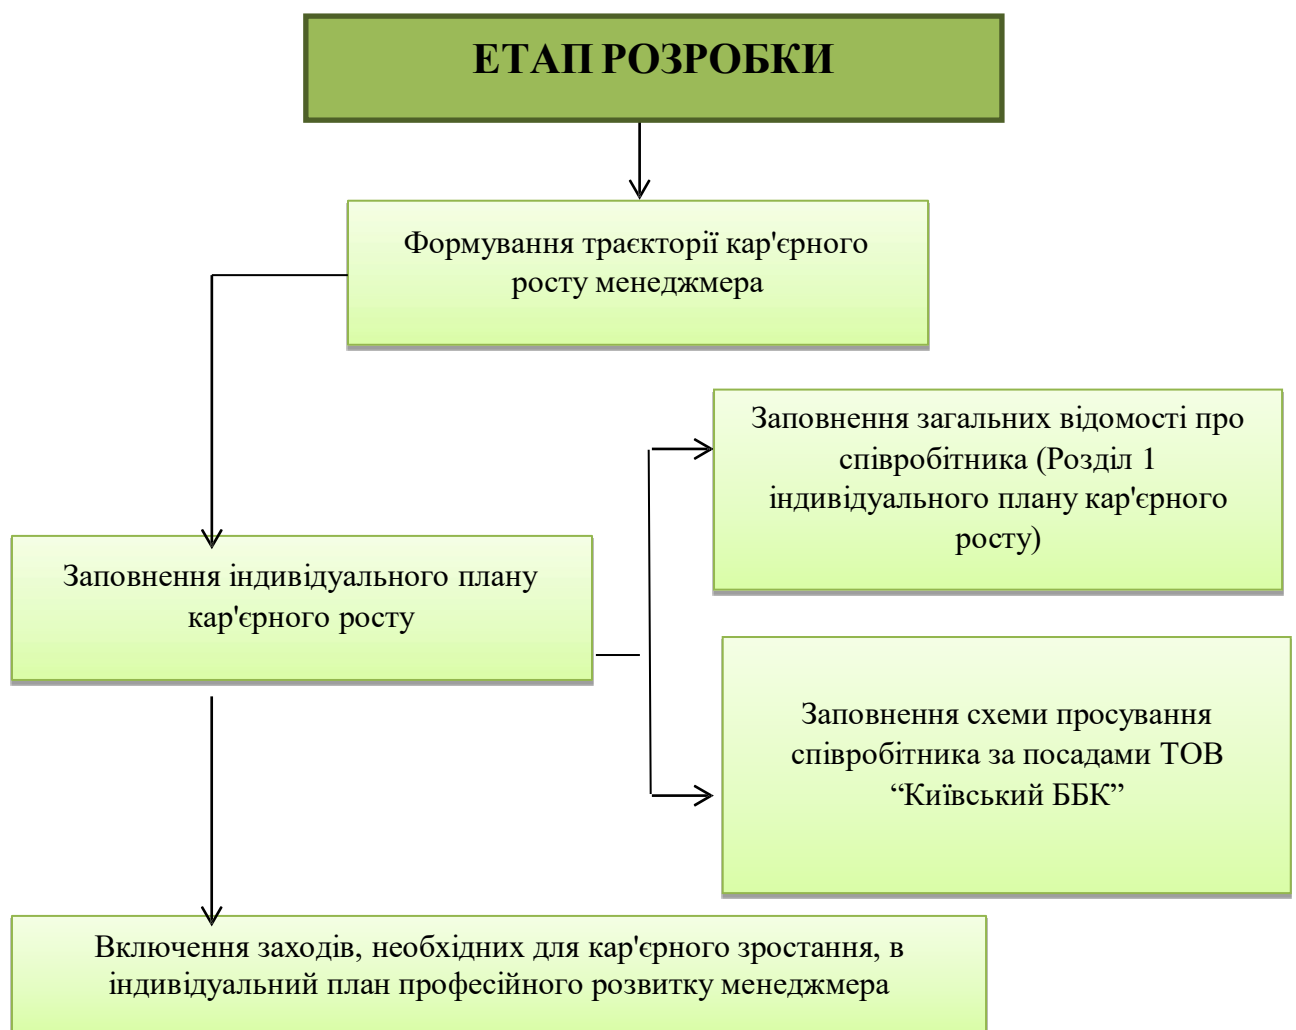 ЕТАП РОЗРОБКИ
Формування траєкторії кар'єрного
росту менеджмера
Заповнення загальних відомості про
співробітника (Розділ 1
індивідуального плану кар'єрного
росту)
Заповнення індивідуального плану
кар'єрного росту
Заповнення схеми просування
співробітника за посадами ТОВ
“Київський ББК”
Включення заходів, необхідних для кар'єрного зростання, в
індивідуальний план професійного розвитку менеджмера